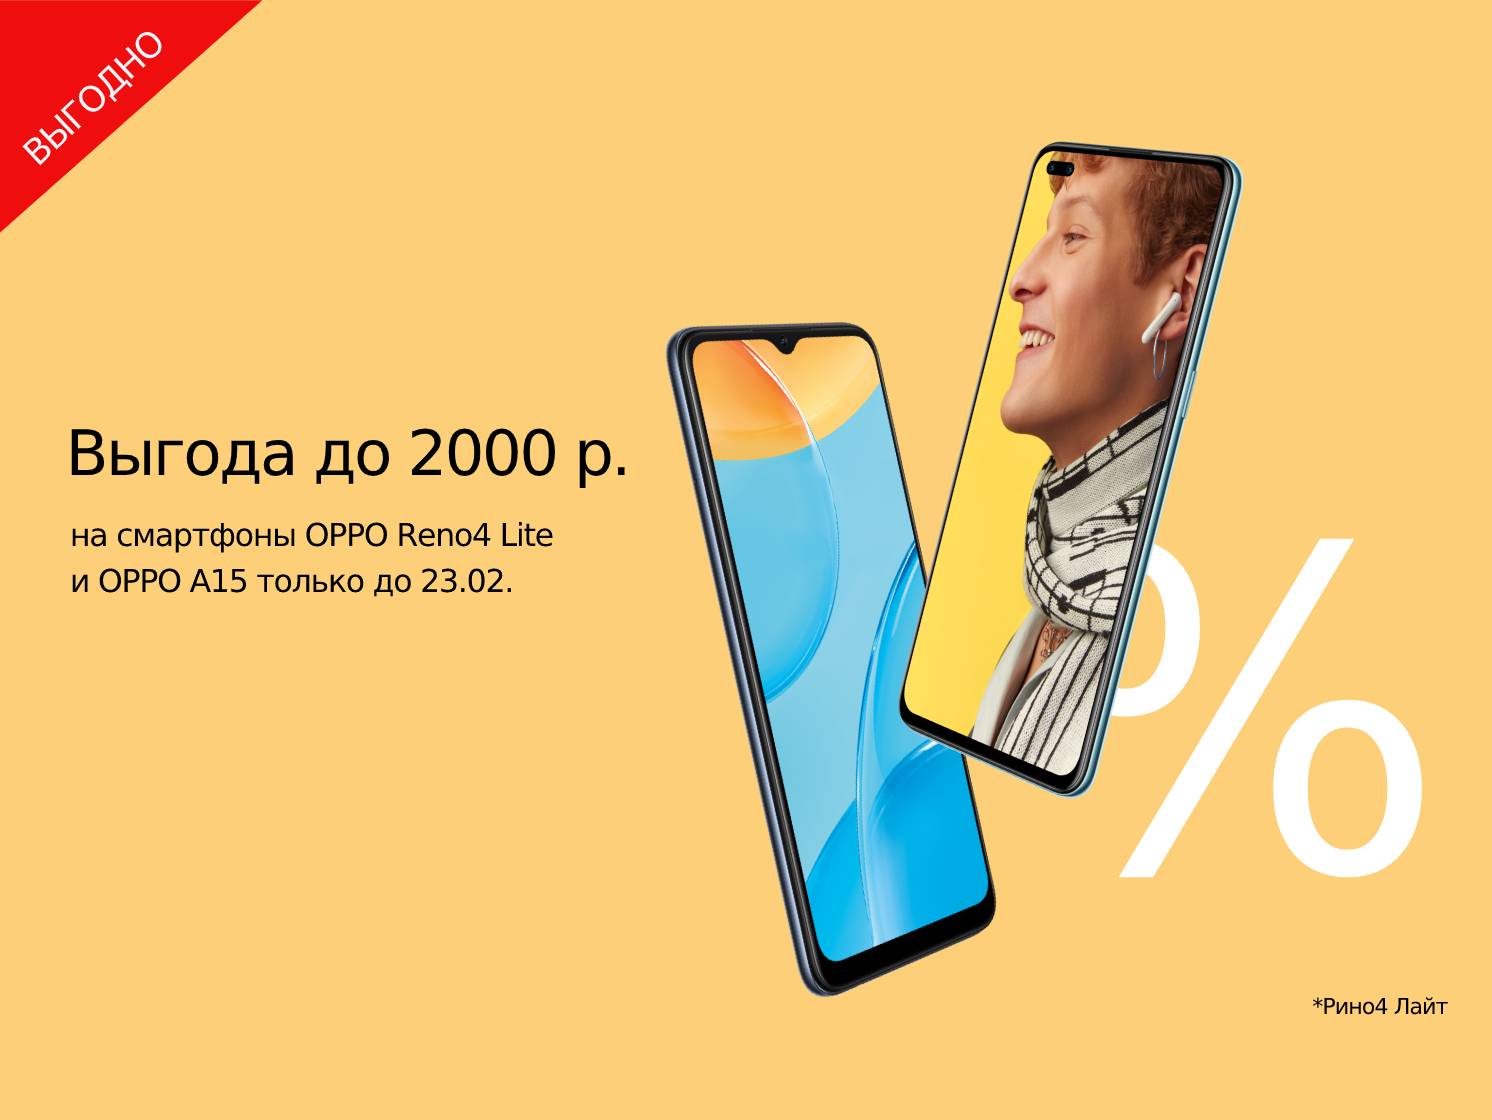 ВЫГОДНО
Выгода до 2000 р.
на смартфоны OPPO Reno4 Lite
и OPPO A15 только до 23.02.
%
*Рино4 Лайт